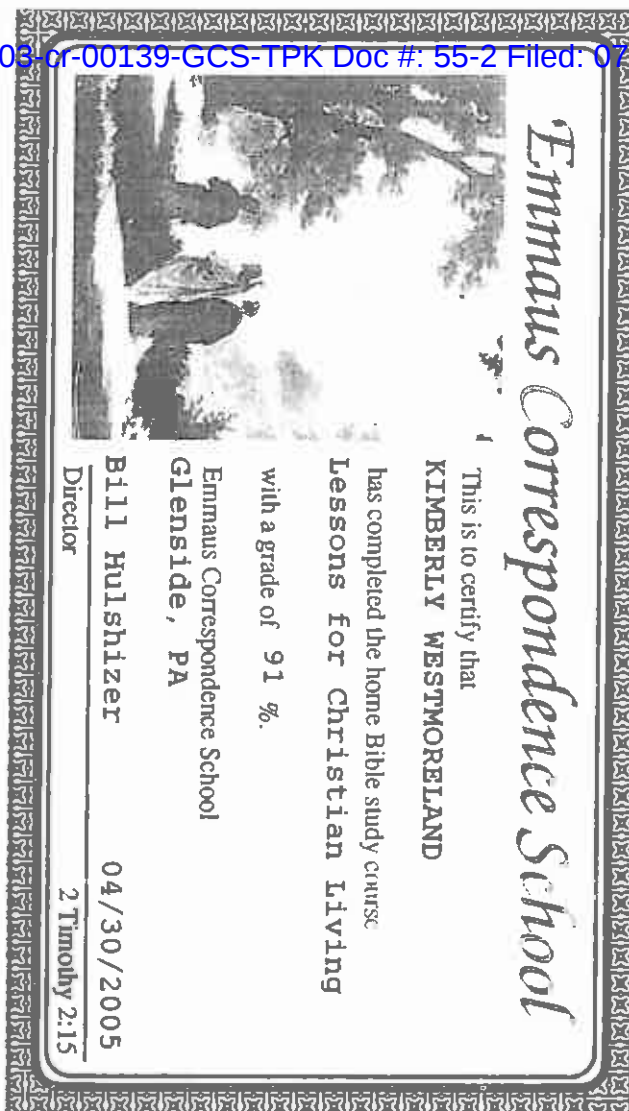 03-cr-00139-GCS-TPK Doc #: 55-2 Filed: 07
Emmaus Correspondence School
This is to certify that
KIMBERLY WESTMORELAND
has completed the home Bible study course
Lessons for Christian Living
with a grade of 91 %.
Emmaus Correspondence School
Glenside, PA
Bill Hulshizer 04/30/2005
Director 2 Timothy 2:15